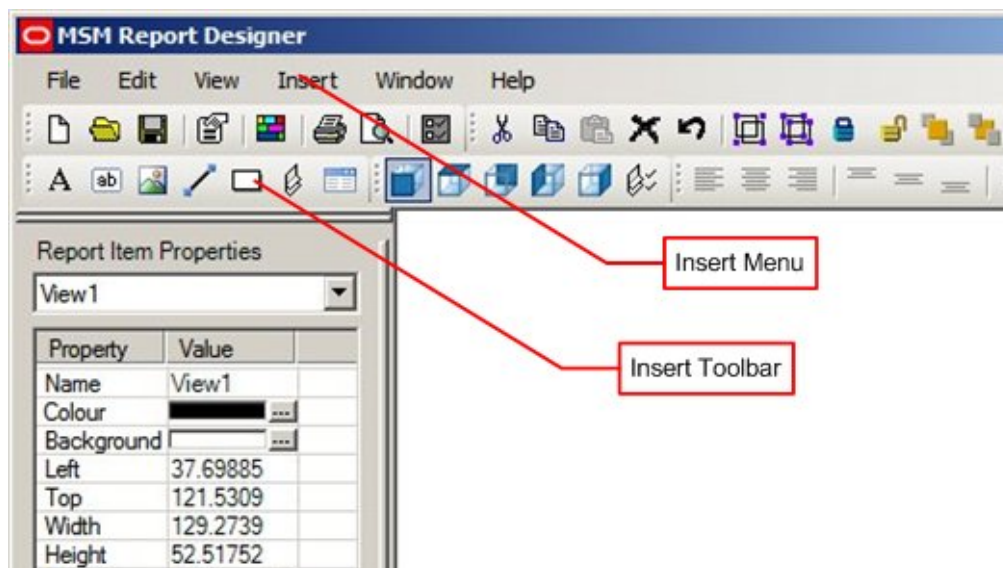 MSM Report Designer
File Edit View Insert Window Help
A ab
Insert Menu
Insert Toolbar
Report Item Properties
View1
Property Value
Name View1
Colour ...
Background ...
Left 37.69885
Top 121.5309
Width 129.2739
Height 52.51752